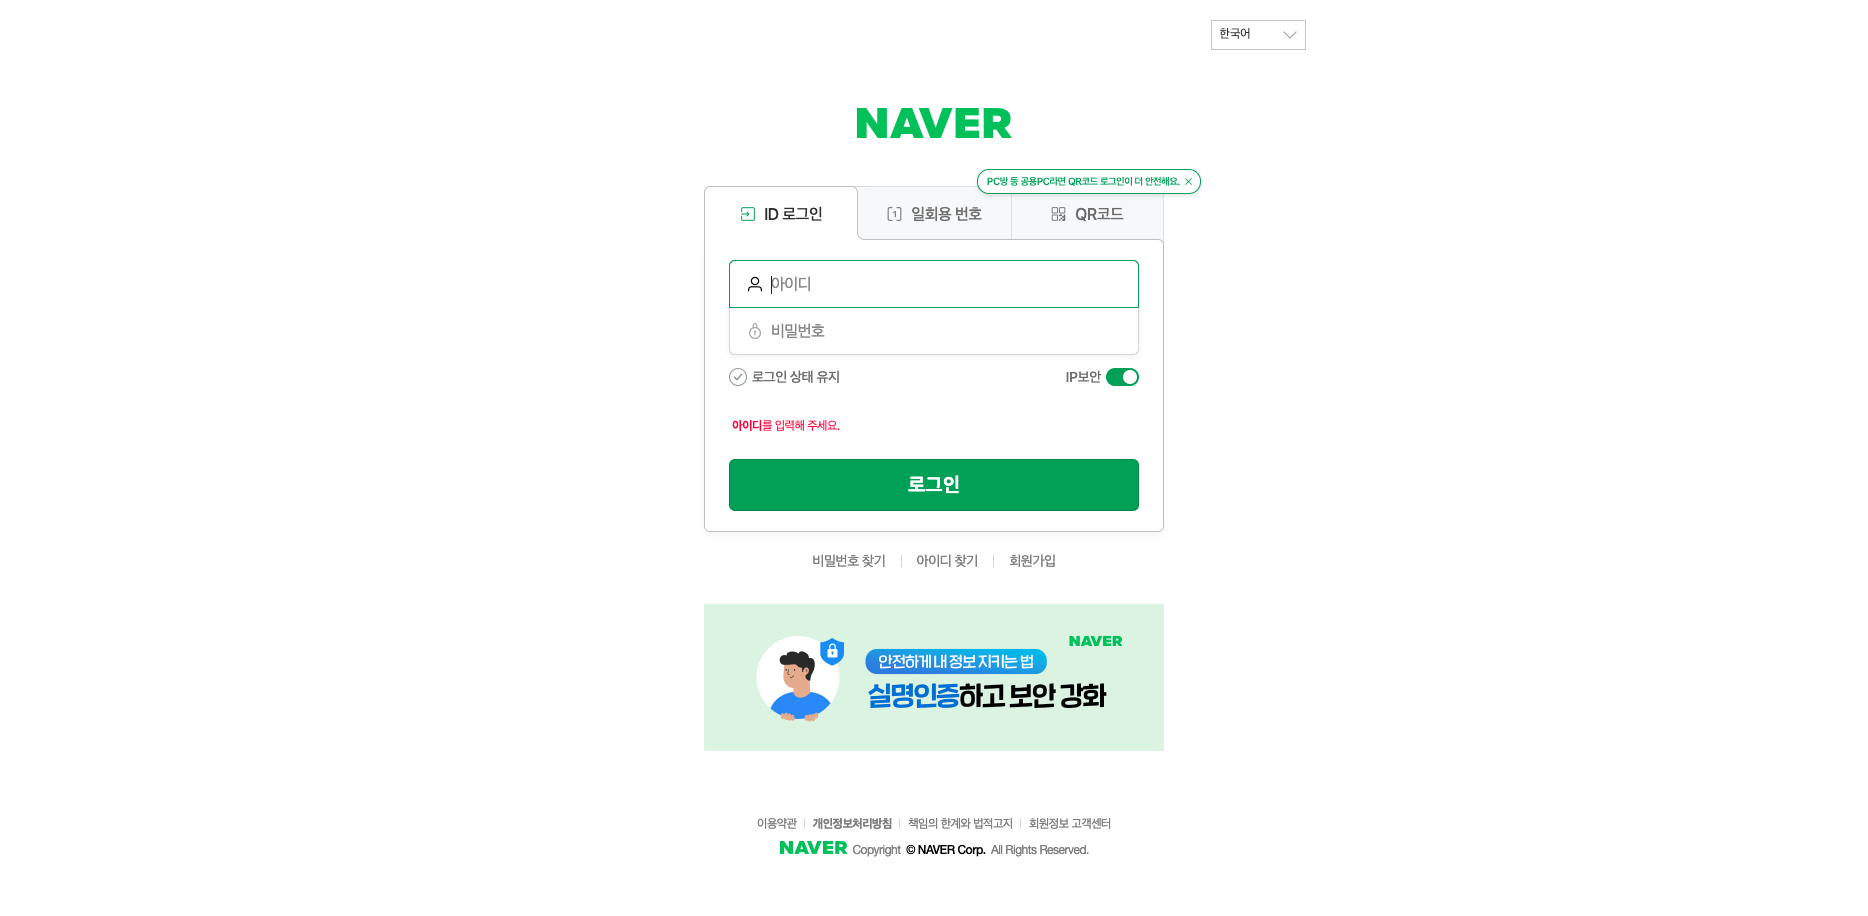 한국어
NAVER
PC방 등 공용PC라면 QR코드 로그인이 더 안전해요.
ID 로그인
일회용 번호
QR코드
아이디
비밀번호
로그인 상태 유지
IP보안
아이디를 입력해 주세요.
로그인
비밀번호 찾기
아이디 찾기
회원가입
NAVER
안전하게 내 정보 지키는 법
실명인증하고 보안 강화
이용약관
개인정보처리방침
책임의 한계와 법적고지
회원정보 고객센터
NAVER Copyright © NAVER Corp. All Rights Reserved.